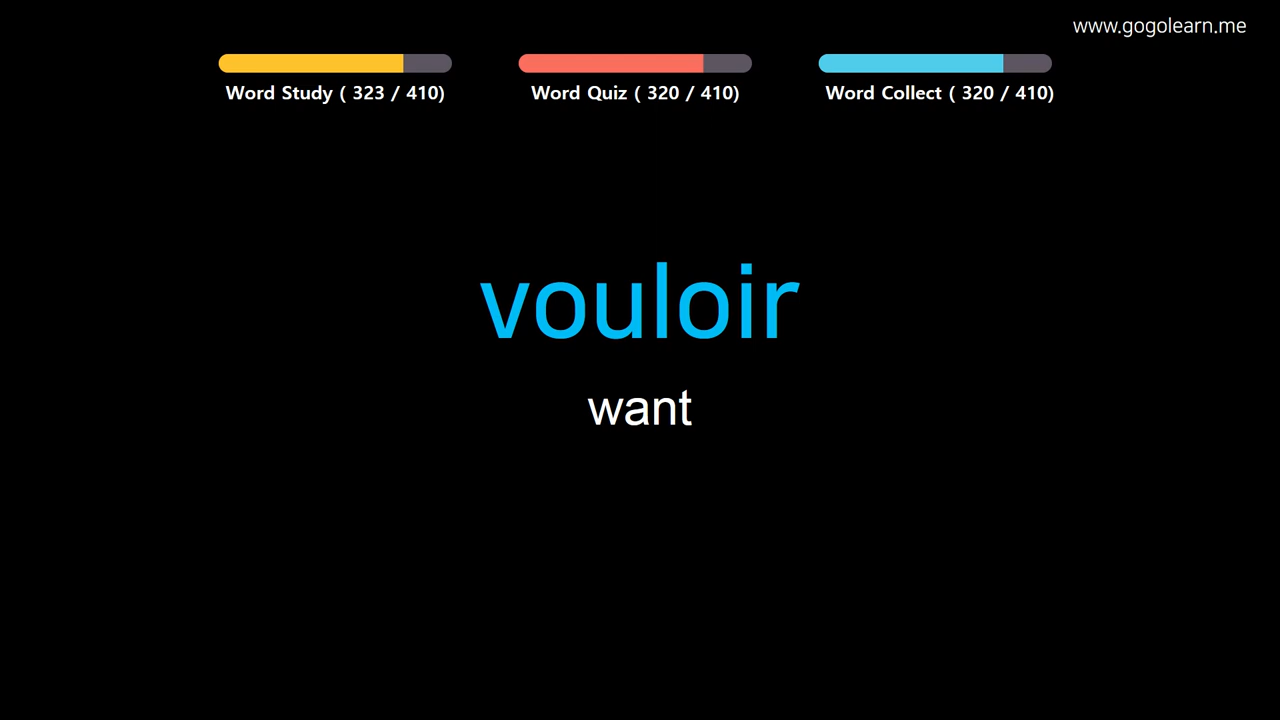 www.gogolearn.me
Word Study ( 323 / 410)
Word Quiz ( 320 / 410)
Word Collect ( 320 / 410)
vouloir
want